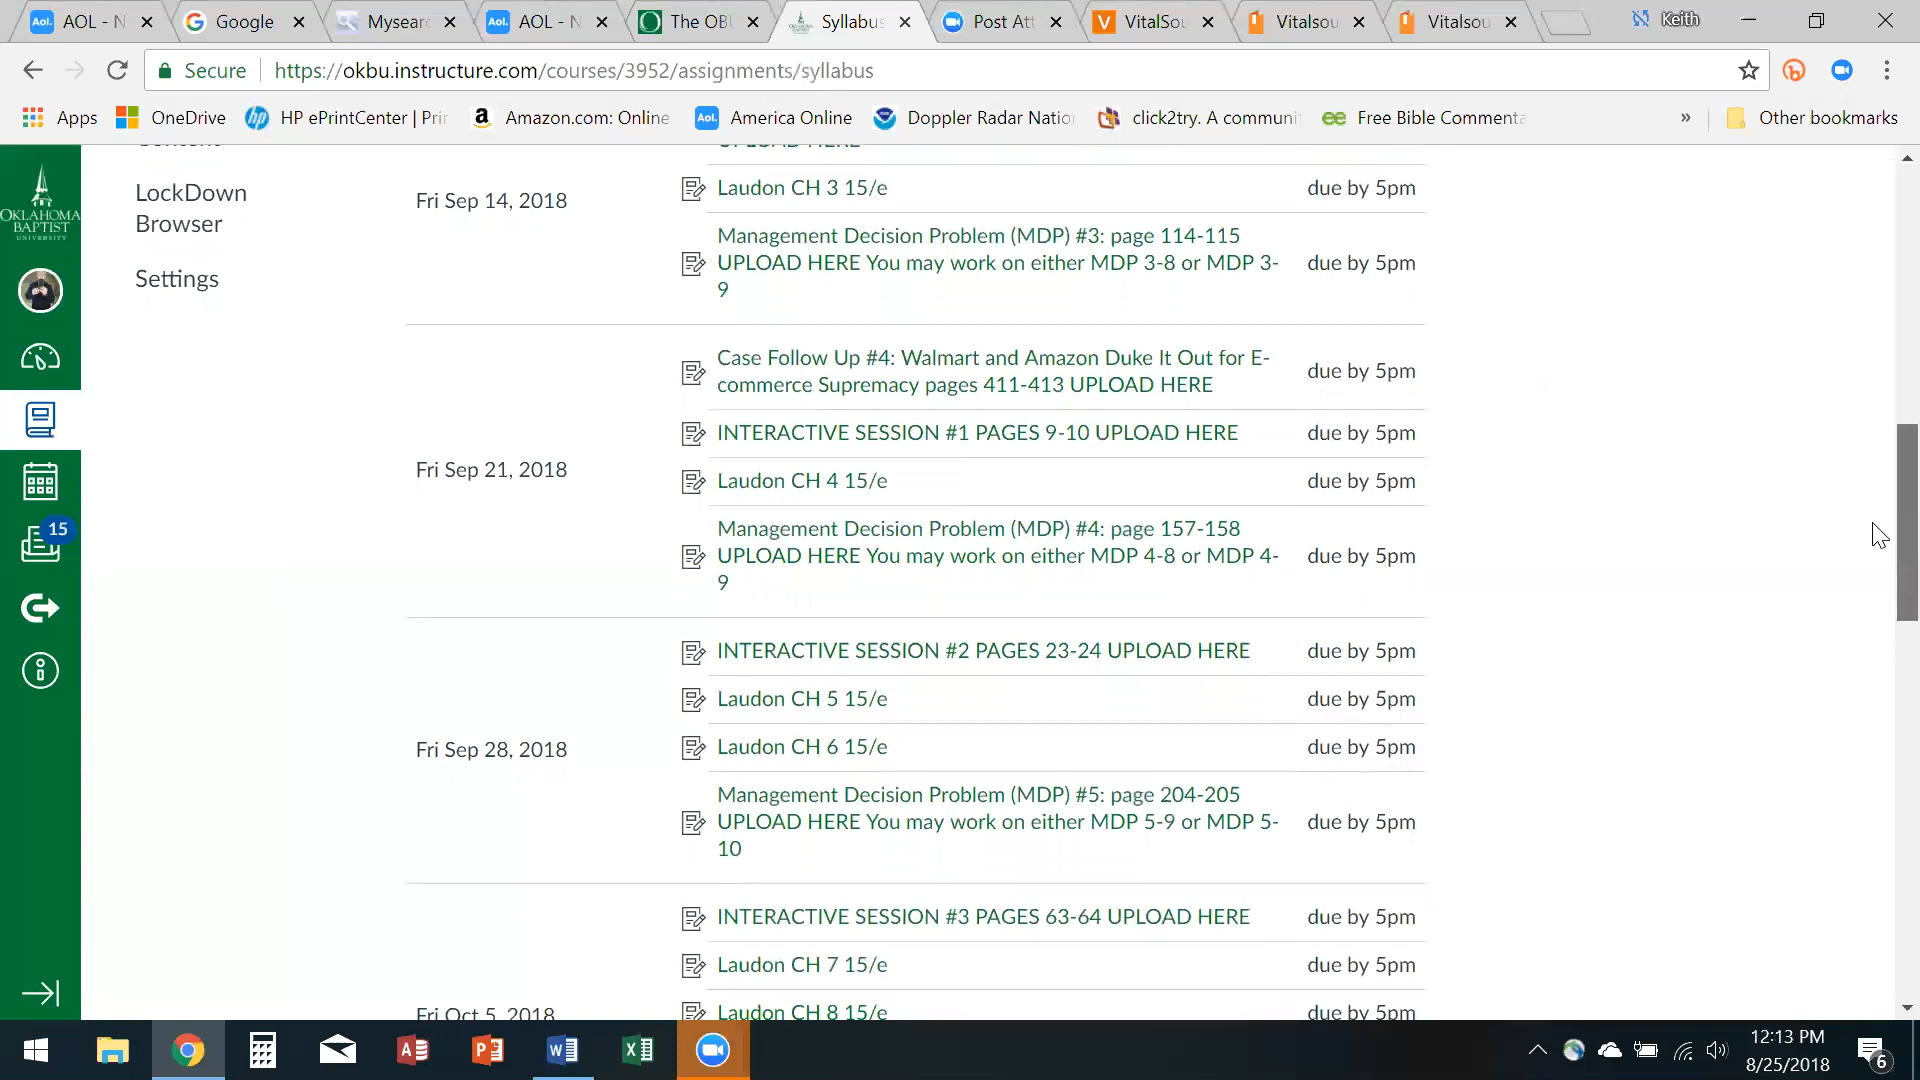 AOL - N
Google
Mysearc
AOL - N
The OBU
Syllabus
Post Att
VitalSou
Vitalsou
Vitalsou
Keith
Secure
https://okbu.instructure.com/courses/3952/assignments/syllabus
Apps
OneDrive
HP ePrintCenter | Prin
Amazon.com: Online
America Online
Doppler Radar Nation
click2try. A communi
Free Bible Commenta
»
Other bookmarks
OKLAHOMA
BAPTIST
UNIVERSITY
LockDown
Browser
Settings
15
UPLOAD HERE
Fri Sep 14, 2018
Laudon CH 3 15/e
due by 5pm
Management Decision Problem (MDP) #3: page 114-115
UPLOAD HERE You may work on either MDP 3-8 or MDP 3-
9
due by 5pm
Fri Sep 21, 2018
Case Follow Up #4: Walmart and Amazon Duke It Out for E-
commerce Supremacy pages 411-413 UPLOAD HERE
due by 5pm
INTERACTIVE SESSION #1 PAGES 9-10 UPLOAD HERE
due by 5pm
Laudon CH 4 15/e
due by 5pm
Management Decision Problem (MDP) #4: page 157-158
UPLOAD HERE You may work on either MDP 4-8 or MDP 4-
9
due by 5pm
Fri Sep 28, 2018
INTERACTIVE SESSION #2 PAGES 23-24 UPLOAD HERE
due by 5pm
Laudon CH 5 15/e
due by 5pm
Laudon CH 6 15/e
due by 5pm
Management Decision Problem (MDP) #5: page 204-205
UPLOAD HERE You may work on either MDP 5-9 or MDP 5-
10
due by 5pm
Fri Oct 5, 2018
INTERACTIVE SESSION #3 PAGES 63-64 UPLOAD HERE
due by 5pm
Laudon CH 7 15/e
due by 5pm
Laudon CH 8 15/e
due by 5pm
12:13 PM
8/25/2018
6